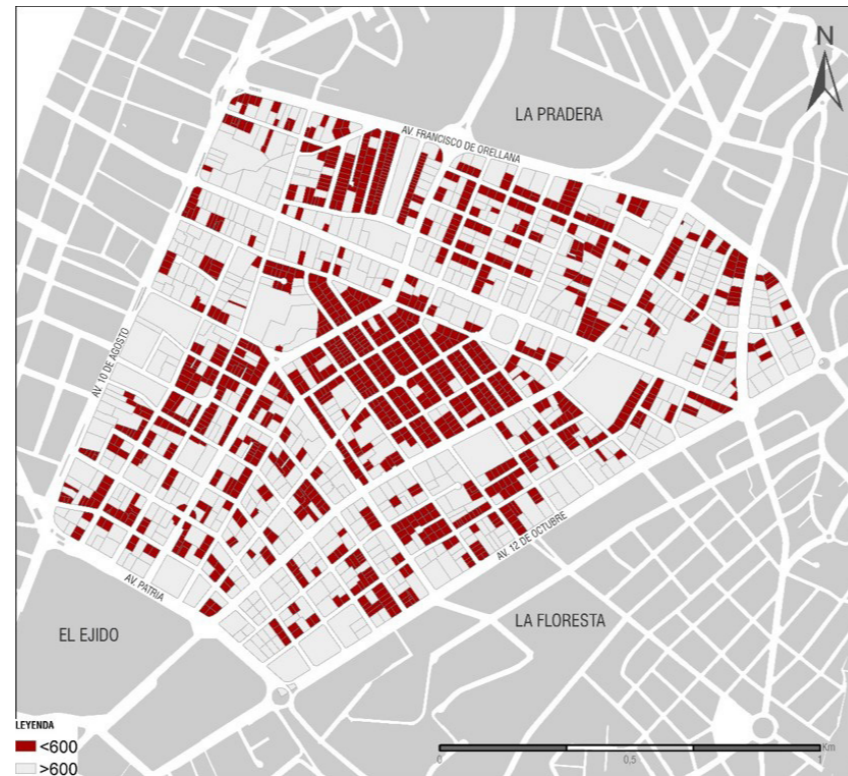 N
LA PRADERA
AV. FRANCISCO DE ORELLANA
AV. 10 DE AGOSTO
AV. 12 DE OCTUBRE
AV. PATRIA
LA FLORESTA
EL EJIDO
LEYENDA
<600
>600
Km
0 0,5 1